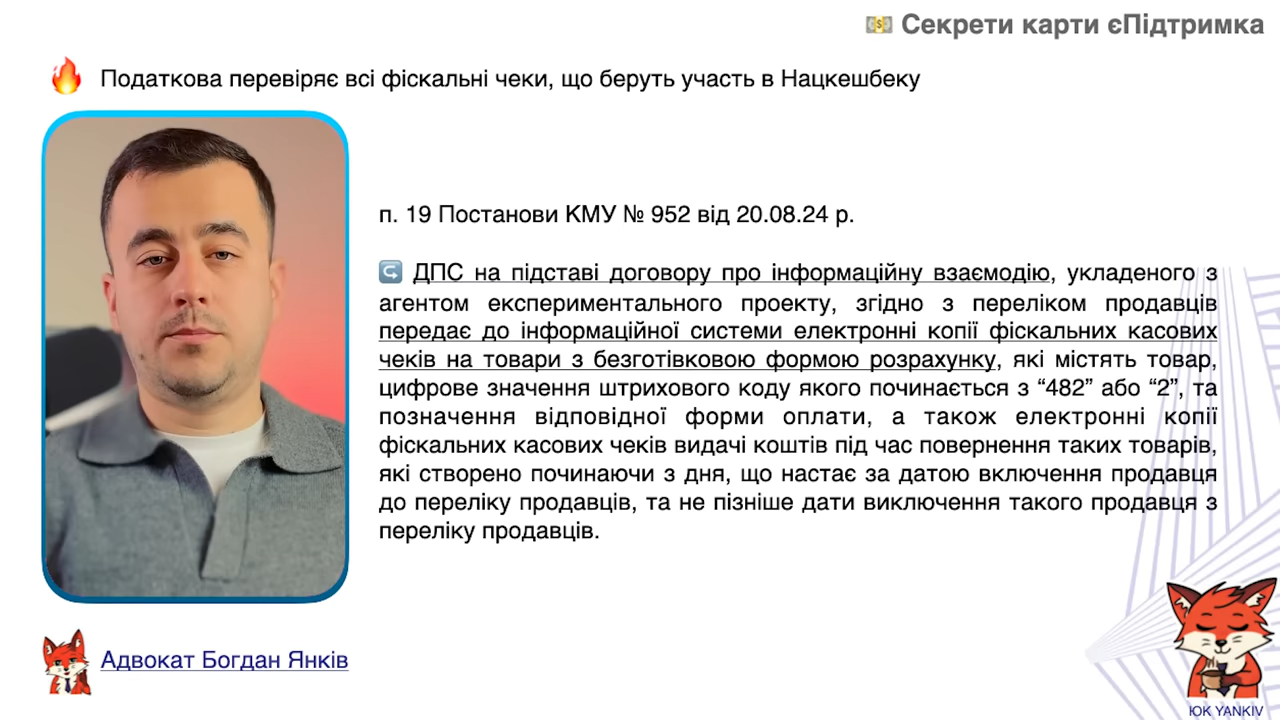 💵 Секрети карти єПідтримка
🔥 Податкова перевіряє всі фіскальні чеки, що беруть участь в Нацкешбеку
п. 19 Постанови КМУ № 952 від 20.08.24 р.
↪️ ДПС на підставі договору про інформаційну взаємодію, укладеного з
агентом експериментального проекту, згідно з переліком продавців
передає до інформаційної системи електронні копії фіскальних касових
чеків на товари з безготівковою формою розрахунку, які містять товар,
цифрове значення штрихового коду якого починається з “482” або “2”, та
позначення відповідної форми оплати, а також електронні копії
фіскальних касових чеків видачі коштів під час повернення таких товарів,
які створено починаючи з дня, що настає за датою включення продавця
до переліку продавців, та не пізніше дати виключення такого продавця з
переліку продавців.
Адвокат Богдан Янків
ЮК YANKIV